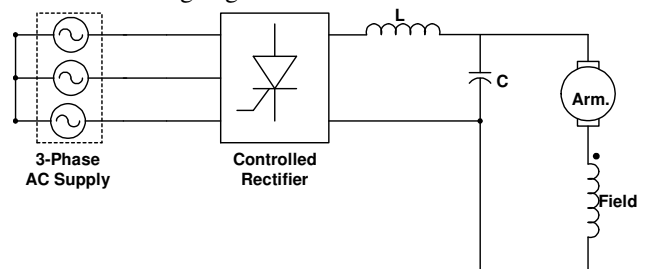 L
C
Arm.
3-Phase
AC Supply
Controlled
Rectifier
Field